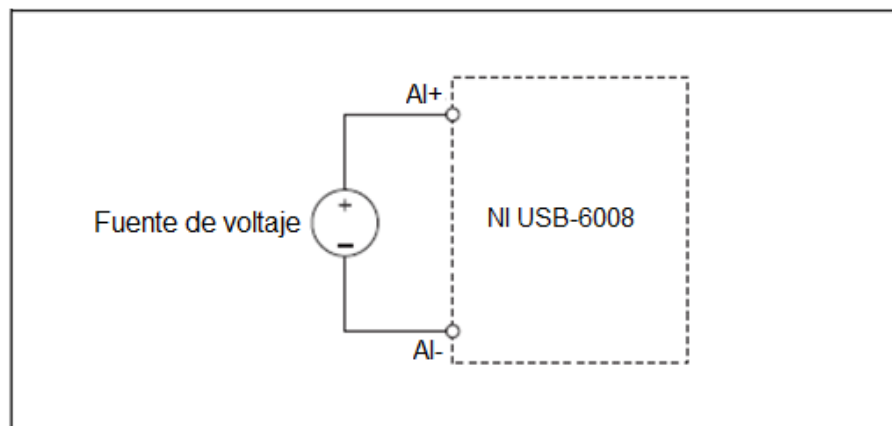 AI+
+
Fuente de voltaje
NI USB-6008
-
AI-